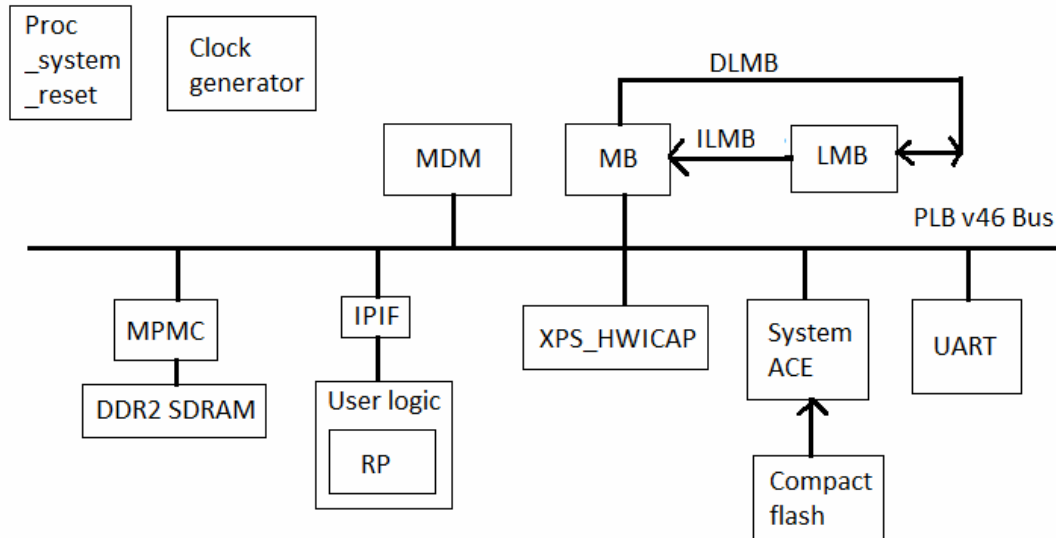 Proc
_system
_reset
Clock
generator
DLMB
MDM
MB
ILMB
LMB
PLB v46 Bus
MPMC
IPIF
XPS_HWICAP
System
ACE
UART
DDR2 SDRAM
User logic
RP
Compact
flash